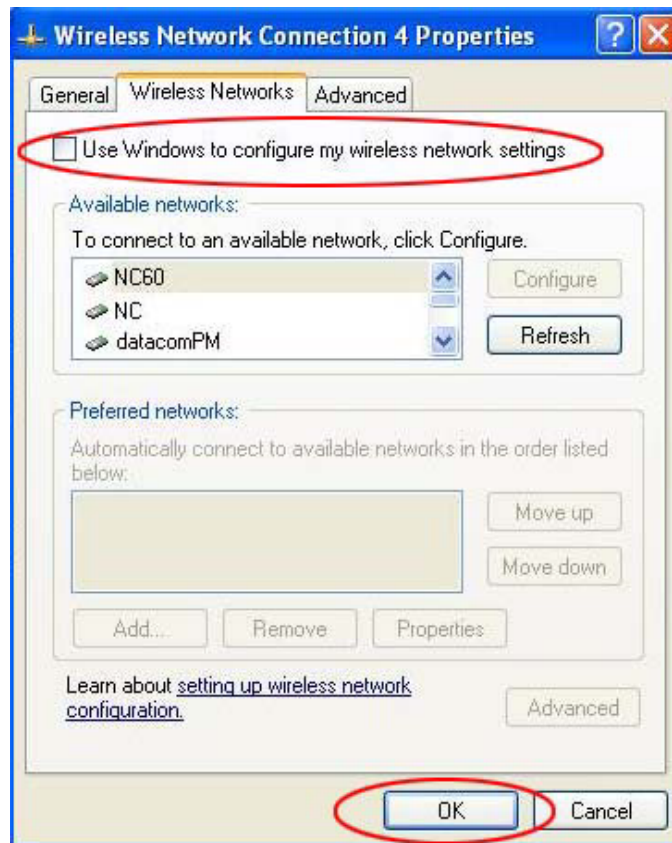 Wireless Network Connection 4 Properties
General
Wireless Networks
Advanced
Use Windows to configure my wireless network settings
Available networks:
To connect to an available network, click Configure.
NC60
NC
datacomPM
Configure
Refresh
Preferred networks:
Automatically connect to available networks in the order listed
below:
Move up
Move down
Add...
Remove
Properties
Learn about setting up wireless network
configuration.
Advanced
OK
Cancel